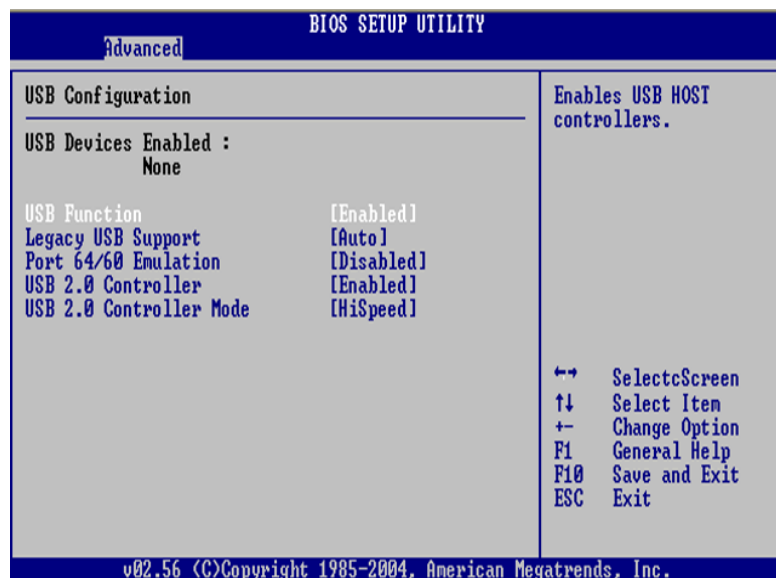 BIOS SETUP UTILITY
Advanced
USB Configuration
USB Devices Enabled :
None
USB Function [Enabled]
Legacy USB Support [Auto]
Port 64/60 Emulation [Disabled]
USB 2.0 Controller [Enabled]
USB 2.0 Controller Mode [HiSpeed]
Enables USB HOST
controllers.
←→ SelectcScreen
↑↓ Select Item
+- Change Option
F1 General Help
F10 Save and Exit
ESC Exit
v02.56 (C)Copyright 1985-2004, American Megatrends, Inc.